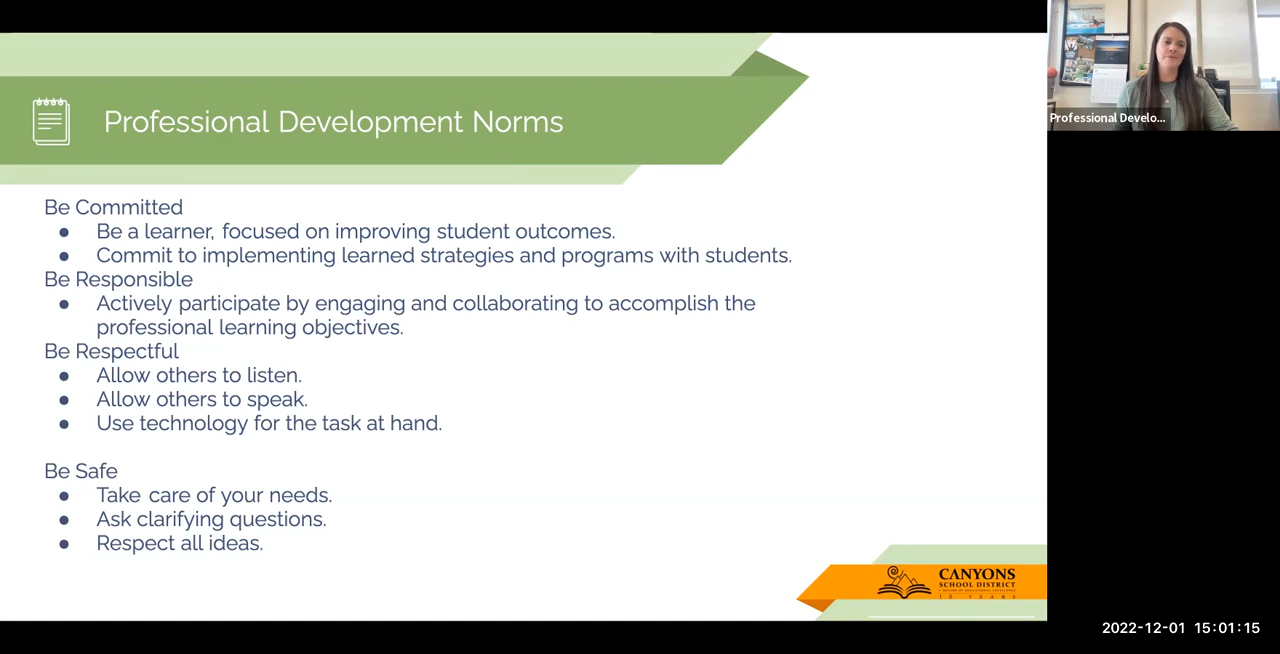 Professional Development Norms
Be Committed
● Be a learner, focused on improving student outcomes.
● Commit to implementing learned strategies and programs with students.
Be Responsible
● Actively participate by engaging and collaborating to accomplish the
professional learning objectives.
Be Respectful
● Allow others to listen.
● Allow others to speak.
● Use technology for the task at hand.
Be Safe
● Take care of your needs.
● Ask clarifying questions.
● Respect all ideas.
CANYONS
SCHOOL DISTRICT
10 YEARS
Professional Develo...
2022-12-01 15:01:15